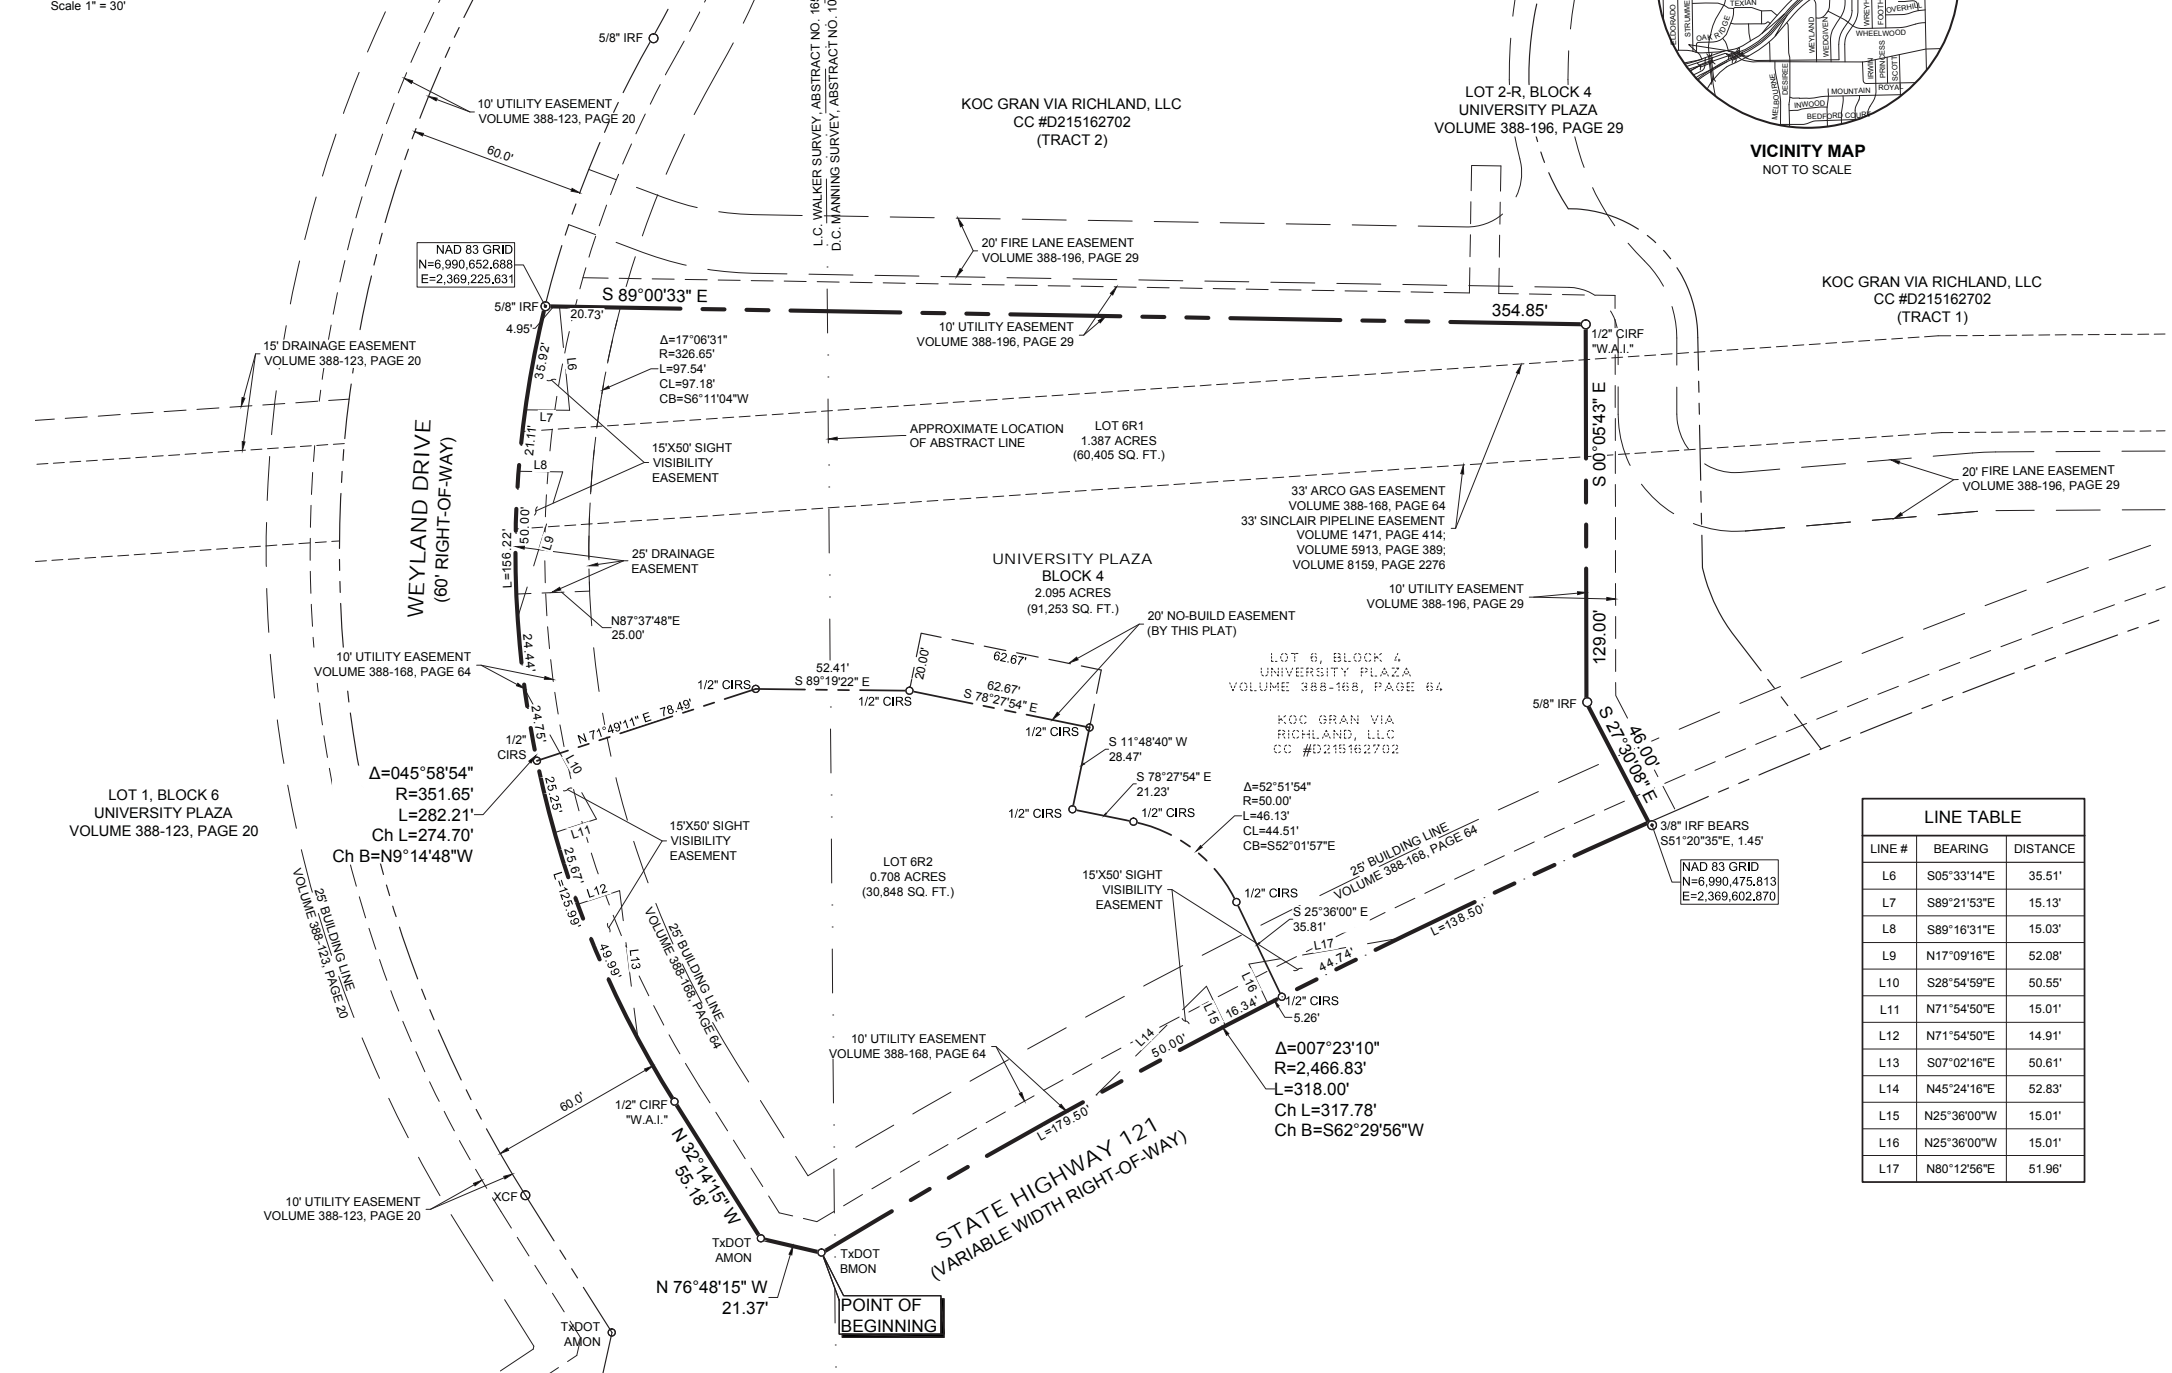 Scale 1" = 30'
5/8" IRF
10' UTILITY EASEMENT
VOLUME 388-123, PAGE 20
60.0'
L.C. WALKER SURVEY, ABSTRACT NO.
D.C. MANNING SURVEY, ABSTRACT NO.
KOC GRAN VIA RICHLAND, LLC
CC #D215162702
(TRACT 2)
LOT 2-R, BLOCK 4
UNIVERSITY PLAZA
VOLUME 388-196, PAGE 29
TEXIAN
OVERHILL
OAK RIDGE
WEYLAND
WEDGIVEN
WHEELWOOD
IRWIN
PRINCESS
SCOTT
MELBOURNE
DESIREE
MOUNTAIN
ROYAL
INWOOD
BEDFORD COURT
VICINITY MAP
NOT TO SCALE
NAD 83 GRID
N=6,990,652.688
E=2,369,225.631
20' FIRE LANE EASEMENT
VOLUME 388-196, PAGE 29
KOC GRAN VIA RICHLAND, LLC
CC #D215162702
(TRACT 1)
5/8" IRF
S 89°00'33" E
354.85'
20.73'
4.95'
10' UTILITY EASEMENT
VOLUME 388-196, PAGE 29
1/2" CIRF
"W.A.I."
15' DRAINAGE EASEMENT
VOLUME 388-123, PAGE 20
35.92'
L6
Δ=17°06'31"
R=326.65'
L=97.54'
CL=97.18'
CB=S6°11'04"W
L7
S 00°05'43" E
129.00'
WEYLAND DRIVE
(60' RIGHT-OF-WAY)
21.11'
APPROXIMATE LOCATION
OF ABSTRACT LINE
LOT 6R1
1.387 ACRES
(60,405 SQ. FT.)
15'X50' SIGHT
VISIBILITY
EASEMENT
L8
20' FIRE LANE EASEMENT
VOLUME 388-196, PAGE 29
33' ARCO GAS EASEMENT
VOLUME 388-168, PAGE 64
33' SINCLAIR PIPELINE EASEMENT
VOLUME 1471, PAGE 414;
VOLUME 5913, PAGE 389;
VOLUME 8159, PAGE 2276
50.00'
L9
L=156.22'
25' DRAINAGE
EASEMENT
UNIVERSITY PLAZA
BLOCK 4
2.095 ACRES
(91,253 SQ. FT.)
10' UTILITY EASEMENT
VOLUME 388-196, PAGE 29
N87°37'48"E
25.00'
20' NO-BUILD EASEMENT
(BY THIS PLAT)
24.44'
10' UTILITY EASEMENT
VOLUME 388-168, PAGE 64
52.41'
S 89°19'22" E
20.00'
62.67'
62.67'
S 78°27'54" E
LOT 6, BLOCK 4
UNIVERSITY PLAZA
VOLUME 388-168, PAGE 64
KOC GRAN VIA
RICHLAND, LLC
CC #D215162702
1/2" CIRS
1/2" CIRS
1/2" CIRS
5/8" IRF
24.75'
N 71°49'11" E 78.49'
1/2"
CIRS
S 11°48'40" W
28.47'
46.00'
S 27°30'08" E
Δ=045°58'54"
R=351.65'
L=282.21'
Ch L=274.70'
Ch B=N9°14'48"W
L10
S 78°27'54" E
21.23'
LOT 1, BLOCK 6
UNIVERSITY PLAZA
VOLUME 388-123, PAGE 20
25.25'
1/2" CIRS
1/2" CIRS
Δ=52°51'54"
R=50.00'
L=46.13'
CL=44.51'
CB=S52°01'57"E
L11
15'X50' SIGHT
VISIBILITY
EASEMENT
25' BUILDING LINE
VOLUME 388-168, PAGE 64
3/8" IRF BEARS
S51°20'35"E, 1.45'
NAD 83 GRID
N=6,990,475.813
E=2,369,602.870
LOT 6R2
0.708 ACRES
(30,848 SQ. FT.)
25.67'
L=125.99'
L12
15'X50' SIGHT
VISIBILITY
EASEMENT
1/2" CIRS
S 25°36'00" E
35.81'
25' BUILDING LINE
VOLUME 388-123, PAGE 20
49.99'
L13
25' BUILDING LINE
VOLUME 388-168, PAGE 64
L17
44.74'
L=138.50'
L16
L15
16.34'
1/2" CIRS
5.26'
L14
50.00'
10' UTILITY EASEMENT
VOLUME 388-168, PAGE 64
Δ=007°23'10"
R=2,466.83'
L=318.00'
Ch L=317.78'
Ch B=S62°29'56"W
60.0'
1/2" CIRF
"W.A.I."
L=179.50'
N 32°14'15" W
55.18'
STATE HIGHWAY 121
(VARIABLE WIDTH RIGHT-OF-WAY)
10' UTILITY EASEMENT
VOLUME 388-123, PAGE 20
XCF
TxDOT
AMON
TxDOT
BMON
N 76°48'15" W
21.37'
POINT OF
BEGINNING
TxDOT
AMON
LINE TABLE
LINE # BEARING DISTANCE
L6 S05°33'14"E 35.51'
L7 S89°21'53"E 15.13'
L8 S89°16'31"E 15.03'
L9 N17°09'16"E 52.08'
L10 S28°54'59"E 50.55'
L11 N71°54'50"E 15.01'
L12 N71°54'50"E 14.91'
L13 S07°02'16"E 50.61'
L14 N45°24'16"E 52.83'
L15 N25°36'00"W 15.01'
L16 N25°36'00"W 15.01'
L17 N80°12'56"E 51.96'